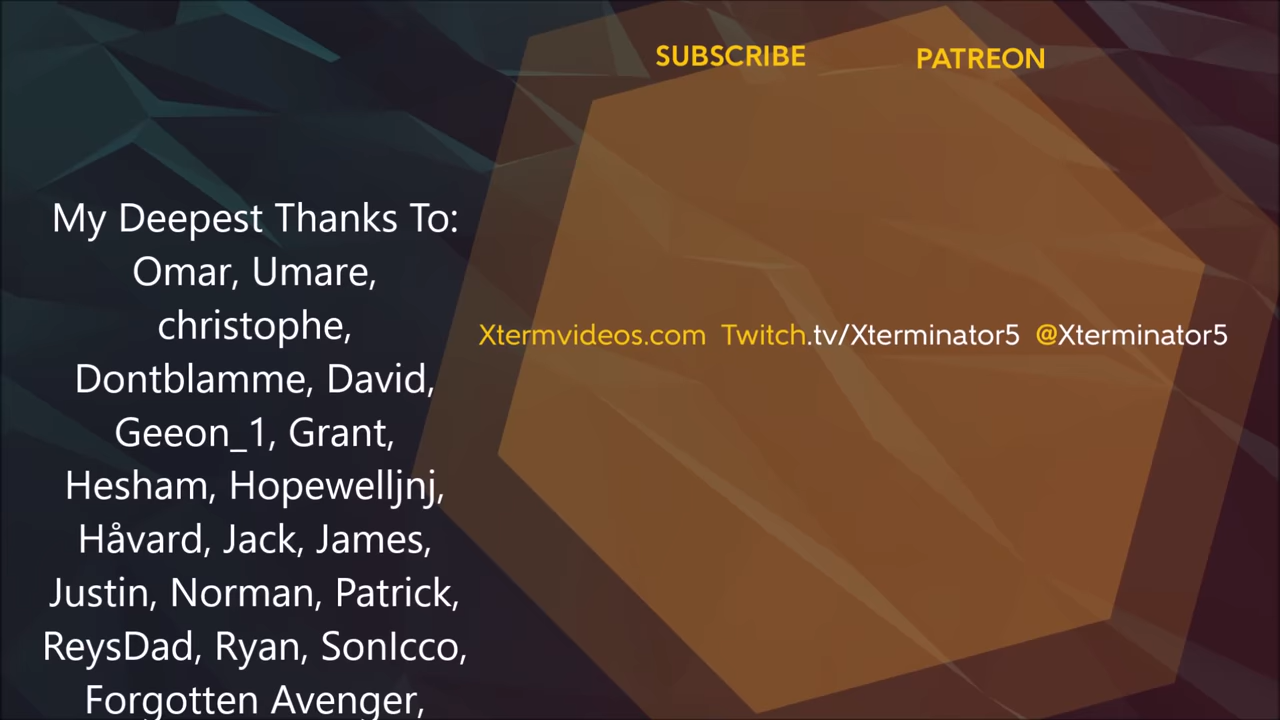 SUBSCRIBE PATREON
My Deepest Thanks To:
Omar, Umare,
christophe,
Dontblamme, David,
Geeon_1, Grant,
Hesham, Hopewelljnj,
Håvard, Jack, James,
Justin, Norman, Patrick,
ReysDad, Ryan, SonIcco,
Forgotten Avenger,
Xtermvideos.com Twitch.tv/Xterminator5 @Xterminator5